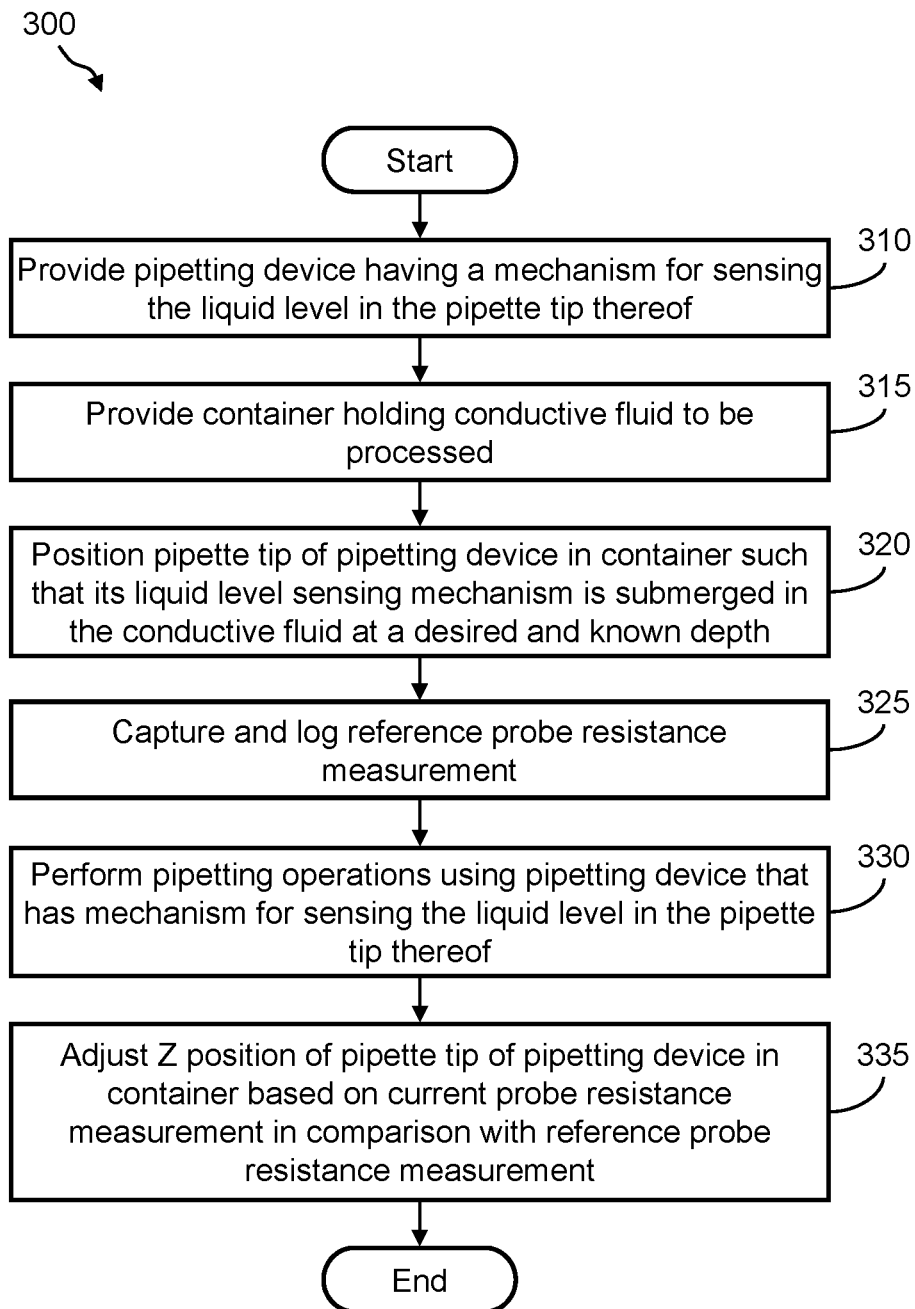 300
Start
310
Provide pipetting device having a mechanism for sensing
the liquid level in the pipette tip thereof
315
Provide container holding conductive fluid to be
processed
320
Position pipette tip of pipetting device in container such
that its liquid level sensing mechanism is submerged in
the conductive fluid at a desired and known depth
325
Capture and log reference probe resistance
measurement
330
Perform pipetting operations using pipetting device that
has mechanism for sensing the liquid level in the pipette
tip thereof
335
Adjust Z position of pipette tip of pipetting device in
container based on current probe resistance
measurement in comparison with reference probe
resistance measurement
End